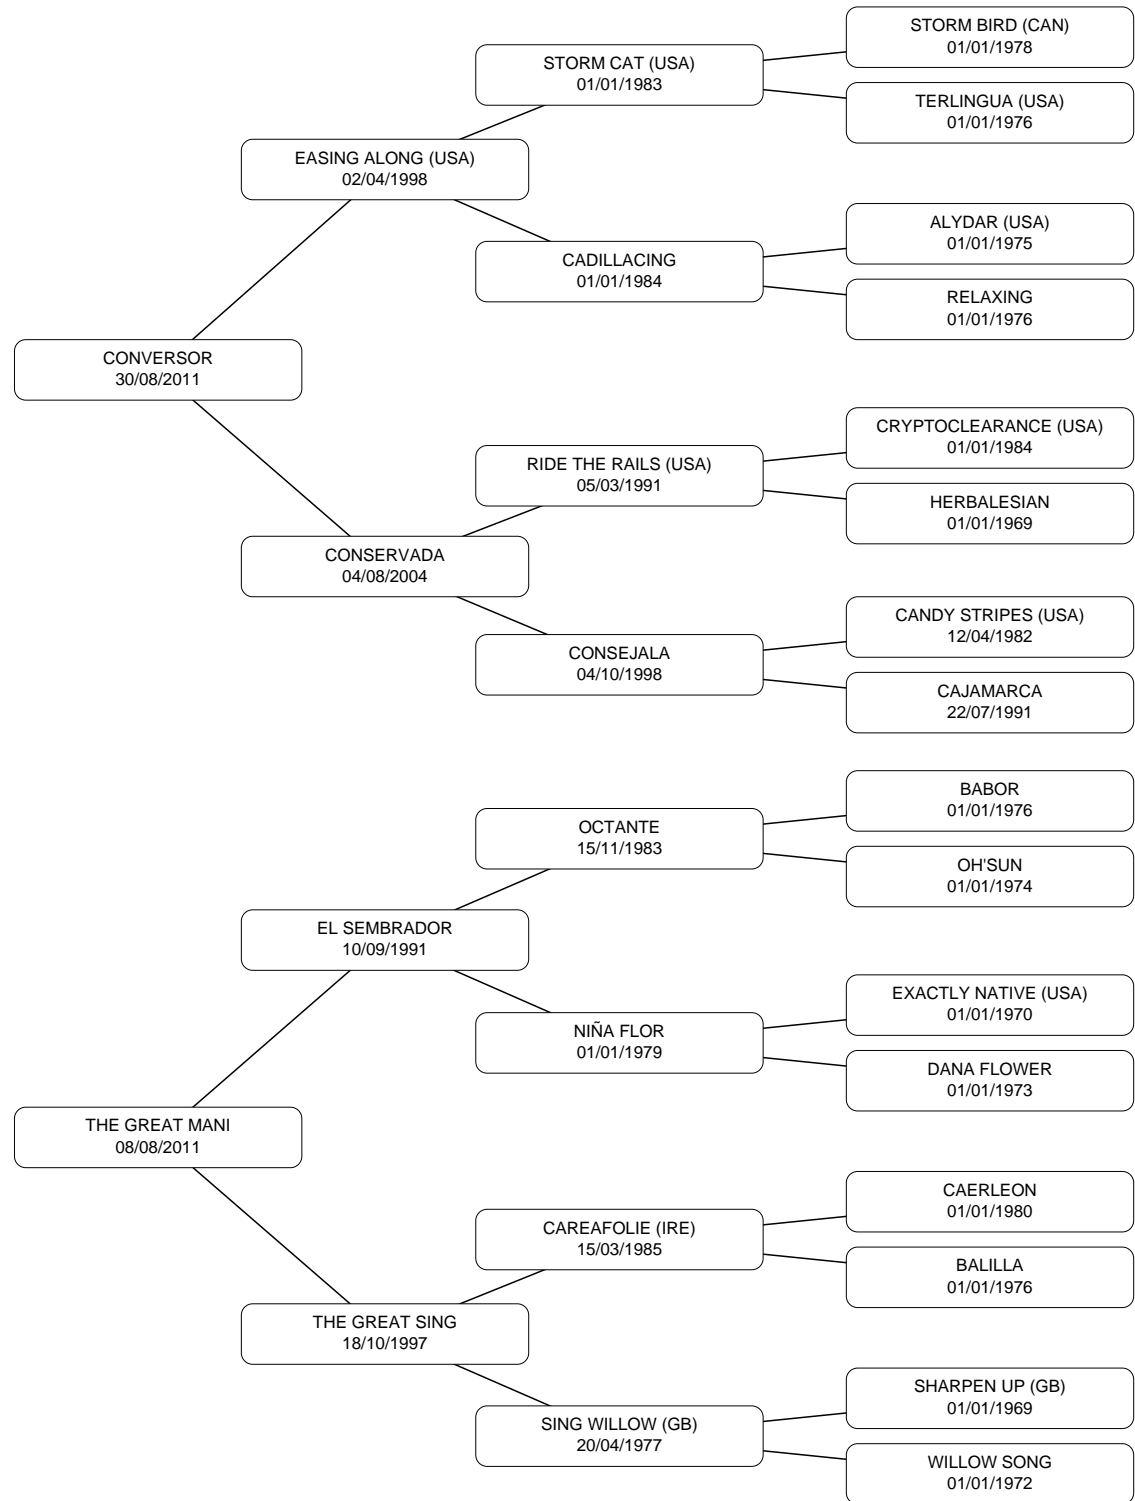 STORM BIRD (CAN)
01/01/1978
STORM CAT (USA)
01/01/1983
TERLINGUA (USA)
01/01/1976
EASING ALONG (USA)
02/04/1998
ALYDAR (USA)
01/01/1975
CADILLACING
01/01/1984
RELAXING
01/01/1976
CONVERSOR
30/08/2011
CRYPTOCLEARANCE (USA)
01/01/1984
RIDE THE RAILS (USA)
05/03/1991
HERBALESIAN
01/01/1969
CONSERVADA
04/08/2004
CANDY STRIPES (USA)
12/04/1982
CONSEJALA
04/10/1998
CAJAMARCA
22/07/1991
BABOR
01/01/1976
OCTANTE
15/11/1983
OH'SUN
01/01/1974
EL SEMBRADOR
10/09/1991
EXACTLY NATIVE (USA)
01/01/1970
NIÑA FLOR
01/01/1979
DANA FLOWER
01/01/1973
THE GREAT MANI
08/08/2011
CAERLEON
01/01/1980
CAREAFOLIE (IRE)
15/03/1985
BALILLA
01/01/1976
THE GREAT SING
18/10/1997
SHARPEN UP (GB)
01/01/1969
SING WILLOW (GB)
20/04/1977
WILLOW SONG
01/01/1972